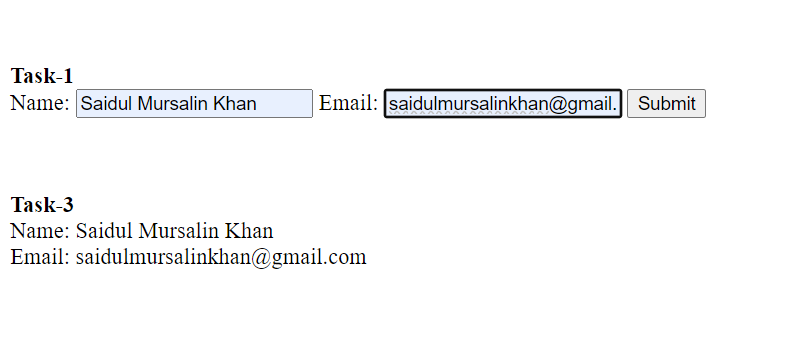 Task-1
Name: Saidul Mursalin Khan Email: saidulmursalinkhan@gmail. Submit
Task-3
Name: Saidul Mursalin Khan
Email: saidulmursalinkhan@gmail.com